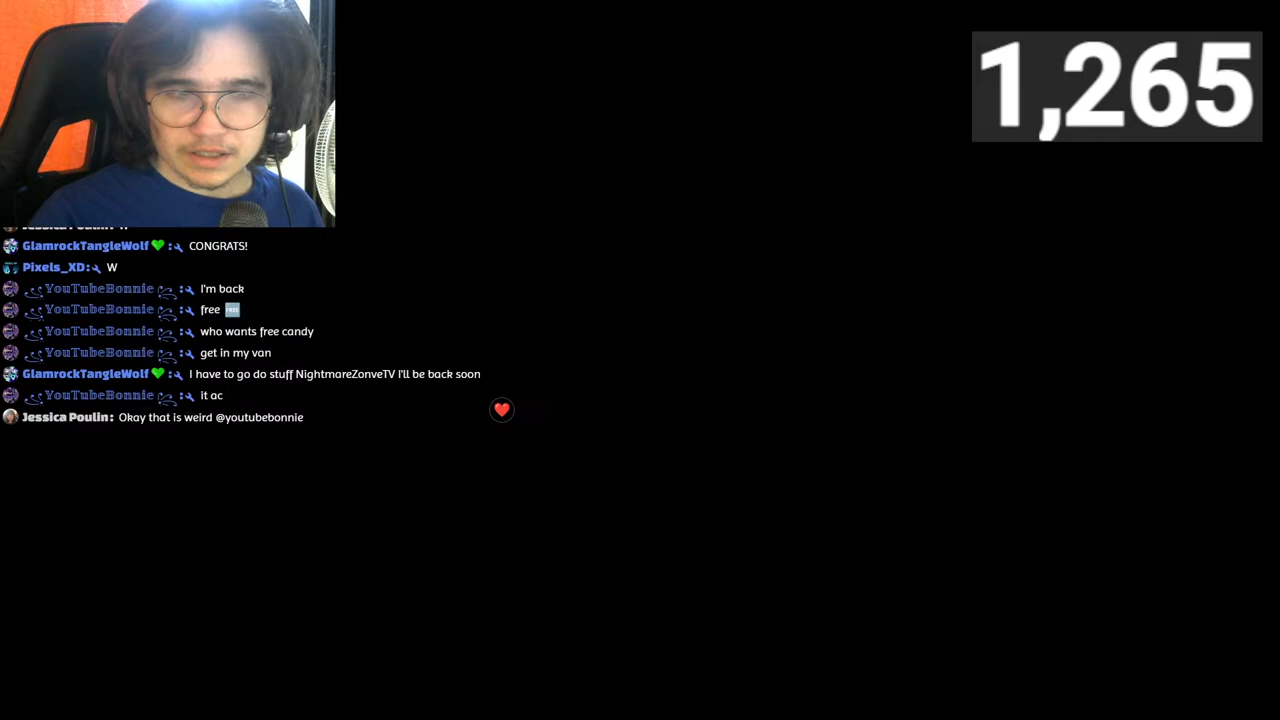 1,265
GlamrockTangleWolf💚: CONGRATS!
Pixels_XD: W
𝕐𝕠𝕦𝕋𝕦𝕓𝕖𝔹𝕠𝕟𝕟𝕚𝕖: I'm back
𝕐𝕠𝕦𝕋𝕦𝕓𝕖𝔹𝕠𝕟𝕟𝕚𝕖: free 🆓
𝕐𝕠𝕦𝕋𝕦𝕓𝕖𝔹𝕠𝕟𝕟𝕚𝕖: who wants free candy
𝕐𝕠𝕦𝕋𝕦𝕓𝕖𝔹𝕠𝕟𝕟𝕚𝕖: get in my van
GlamrockTangleWolf💚: I have to go do stuff NightmareZonveTV I'll be back soon
𝕐𝕠𝕦𝕋𝕦𝕓𝕖𝔹𝕠𝕟𝕟𝕚𝕖: it ac
Jessica Poulin: Okay that is weird @youtubebonnie